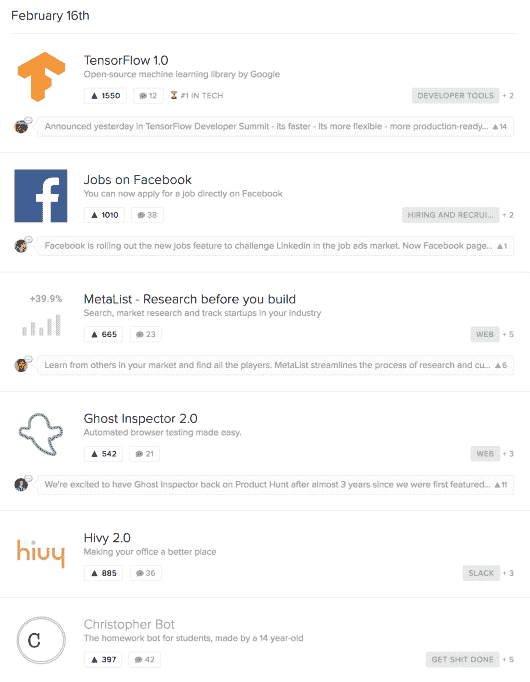 February 16th
TensorFlow 1.0
Open-source machine learning library by Google
▲ 1550 12 #1 IN TECH DEVELOPER TOOLS + 2
Announced yesterday in TensorFlow Developer Summit - its faster - its more flexible - more production-ready... ▲14
Jobs on Facebook
You can now apply for a job directly on Facebook
▲ 1010 38 HIRING AND RECRUI... + 2
Facebook is rolling out the new jobs feature to challenge Linkedin in the job ads market. Now Facebook page... ▲1
+39.9%
MetaList - Research before you build
Search, market research and track startups in your industry
▲ 665 23 WEB + 5
Learn from others in your market and find all the players. MetaList streamlines the process of research and cu... ▲6
Ghost Inspector 2.0
Automated browser testing made easy.
▲ 542 21 WEB + 3
We're excited to have Ghost Inspector back on Product Hunt after almost 3 years since we were first featured... ▲11
hivy
Hivy 2.0
Making your office a better place
▲ 885 36 SLACK + 3
C
Christopher Bot
The homework bot for students, made by a 14 year-old
▲ 397 42 GET SHIT DONE + 5